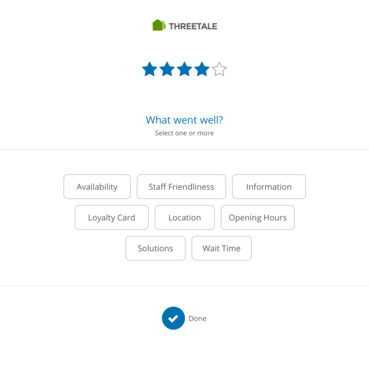 THREETALE
What went well?
Select one or more
Availability Staff Friendliness Information
Loyalty Card Location Opening Hours
Solutions Wait Time
Done